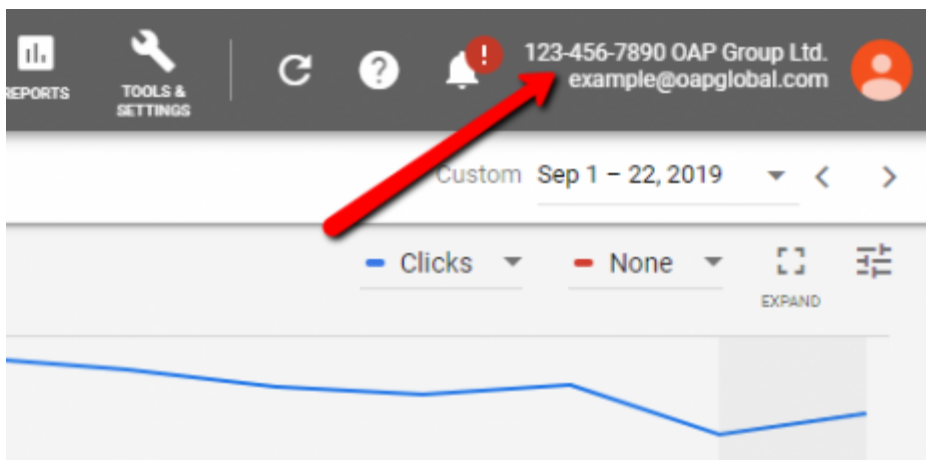 123-456-7890 OAP Group Ltd.
example@oapglobal.com
TOOLS &
SETTINGS
Custom Sep 1 – 22, 2019
Clicks
None
EXPAND